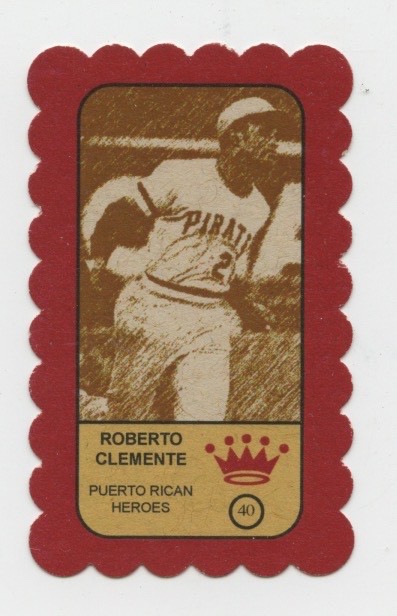 PIRAT
2
ROBERTO
CLEMENTE
PUERTO RICAN
HEROES
40